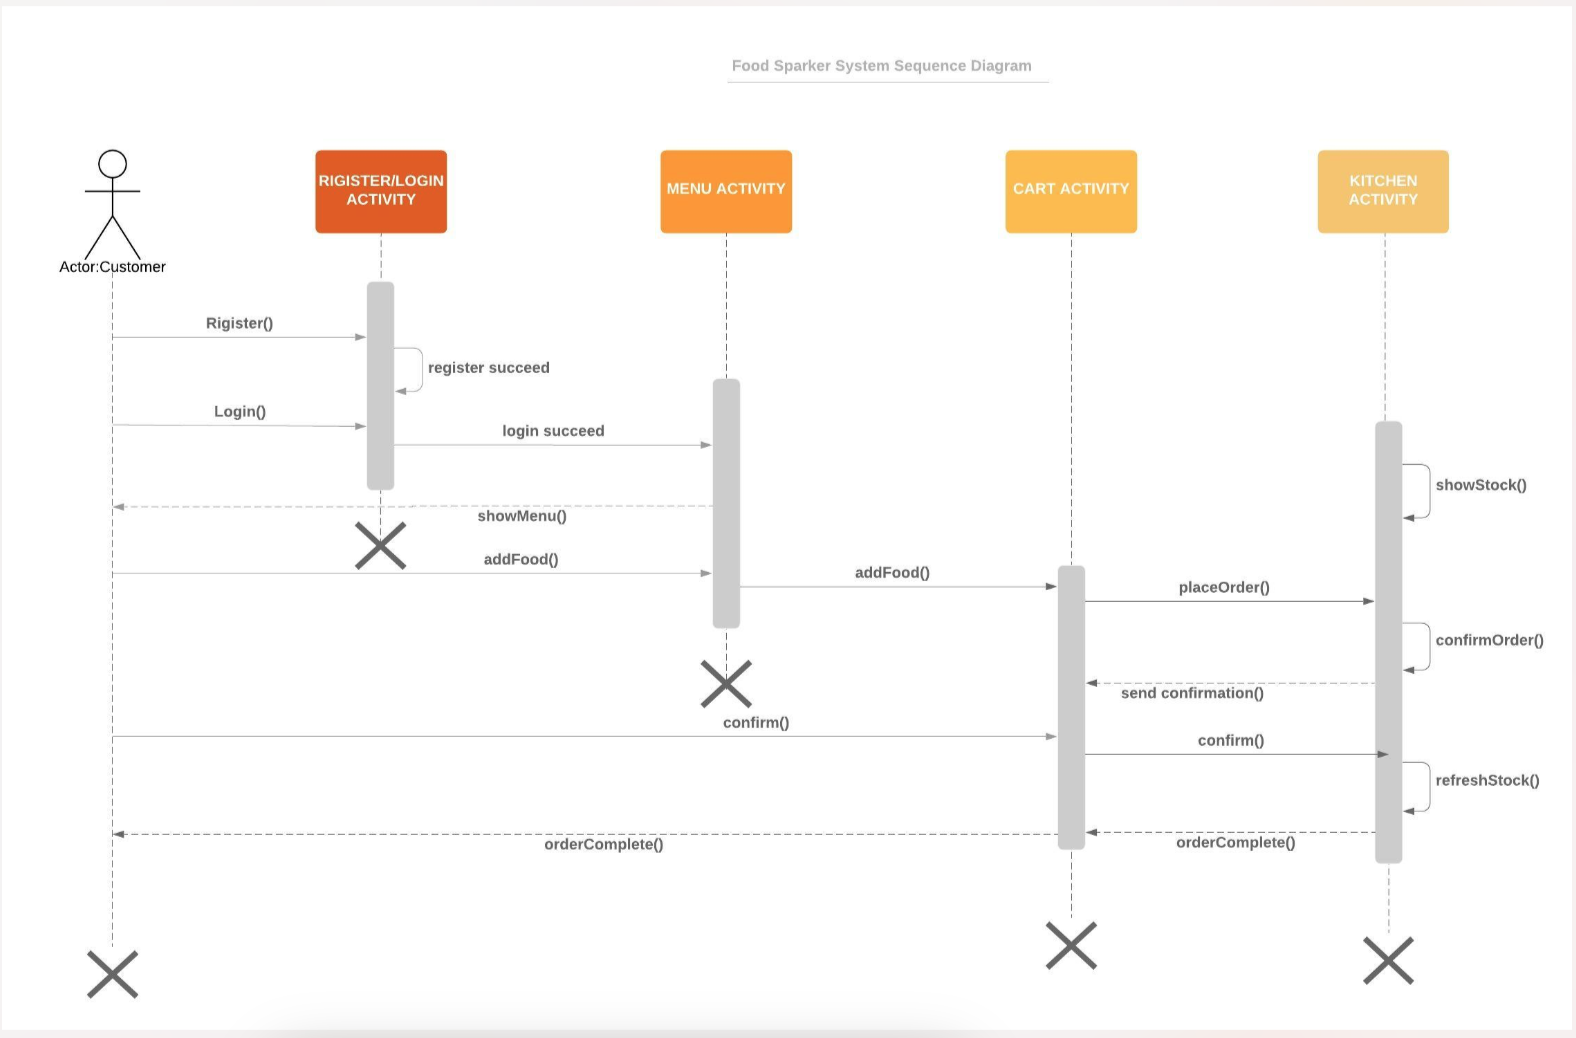 Food Sparker System Sequence Diagram
RIGISTER/LOGIN
ACTIVITY
MENU ACTIVITY
CART ACTIVITY
KITCHEN
ACTIVITY
Actor:Customer
Rigister()
register succeed
Login()
login succeed
showStock()
showMenu()
addFood()
addFood()
placeOrder()
confirmOrder()
send confirmation()
confirm()
confirm()
refreshStock()
orderComplete()
orderComplete()